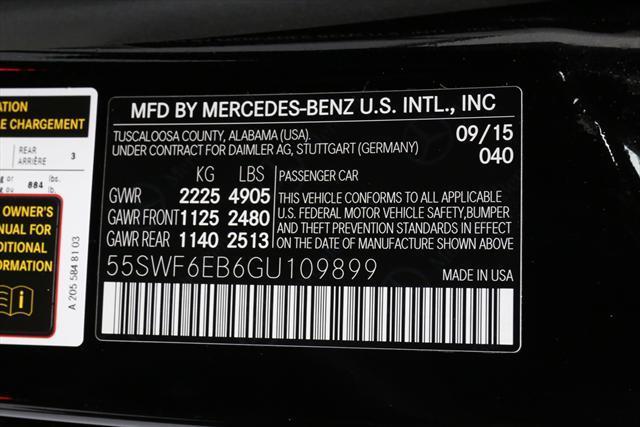 ATION
E CHARGEMENT
REAR
ARRIÈRE 3
or lbs.
ou 884 lb.
OWNER'S
NUAL FOR
DITIONAL
ORMATION
A 205 584 81 03
MFD BY MERCEDES-BENZ U.S. INTL., INC
TUSCALOOSA COUNTY, ALABAMA (USA). 09/15
UNDER CONTRACT FOR DAIMLER AG, STUTTGART (GERMANY) 040
KG LBS PASSENGER CAR
GVWR 2225 4905
GAWR FRONT 1125 2480
GAWR REAR 1140 2513
THIS VEHICLE CONFORMS TO ALL APPLICABLE
U.S. FEDERAL MOTOR VEHICLE SAFETY,BUMPER
AND THEFT PREVENTION STANDARDS IN EFFECT
ON THE DATE OF MANUFACTURE SHOWN ABOVE.
55SWF6EB6GU109899 MADE IN USA